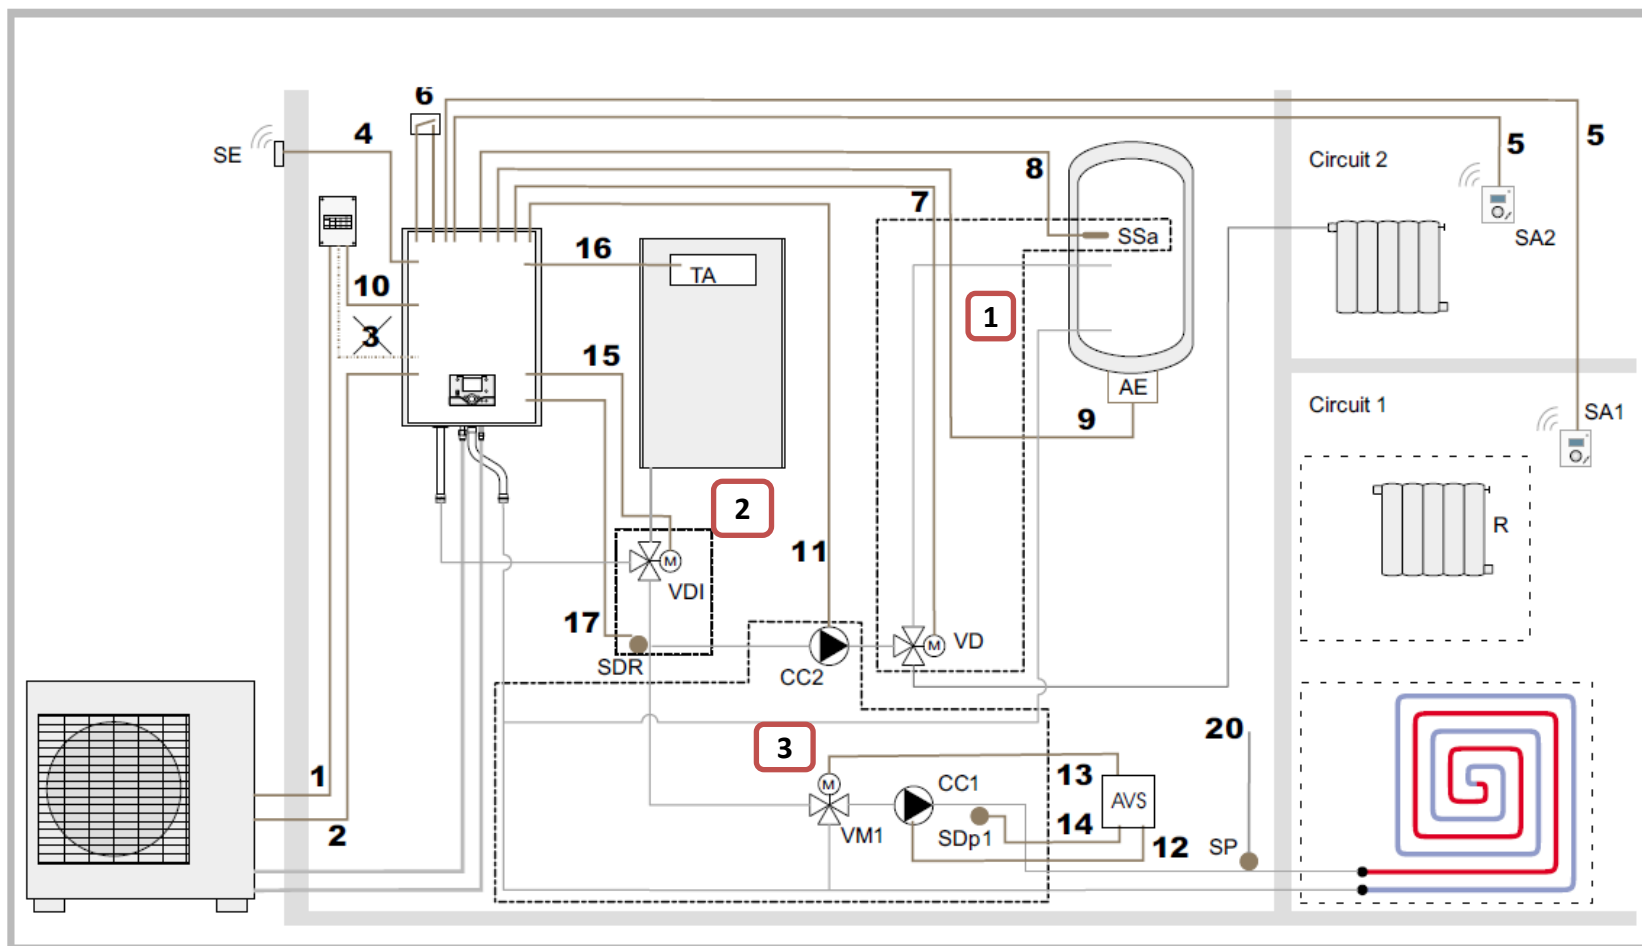 6
5
5
4
SE
8
Circuit 2
7
SSa
SA2
16
TA
10
1
3
15
AE
9
Circuit 1
SA1
2
R
11
M
VDI
17
SDR
M
VD
CC2
20
3
1
13
M
CC1
AVS
2
VM1
SDp1
14
12
SP